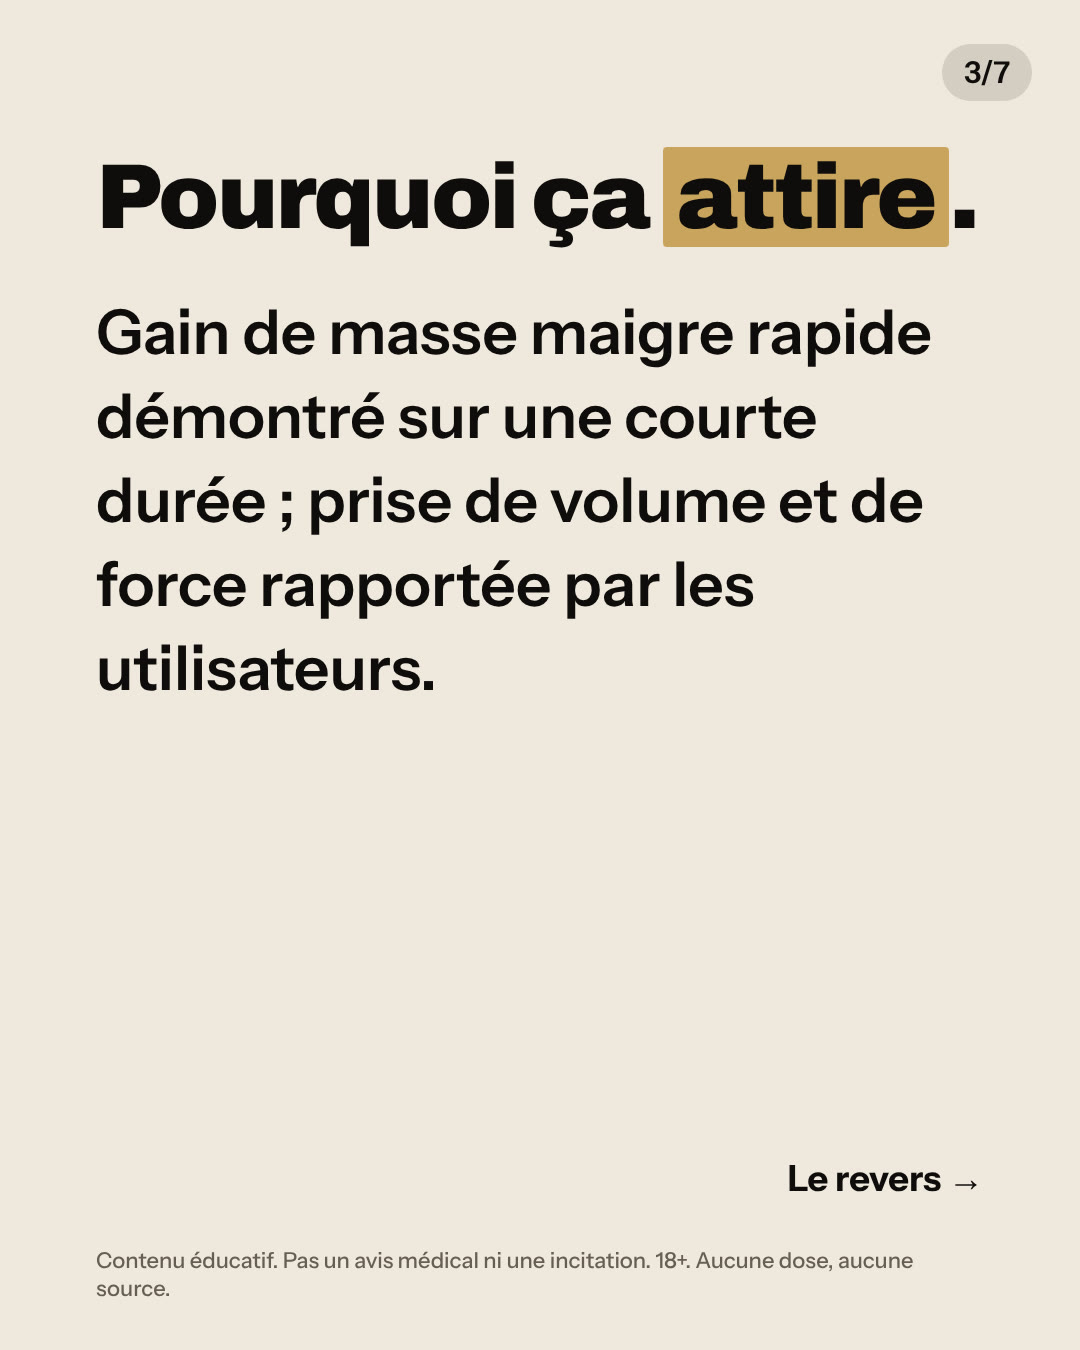 3/7
Pourquoi ça attire.
Gain de masse maigre rapide
démontré sur une courte
durée ; prise de volume et de
force rapportée par les
utilisateurs.
Le revers →
Contenu éducatif. Pas un avis médical ni une incitation. 18+. Aucune dose, aucune
source.